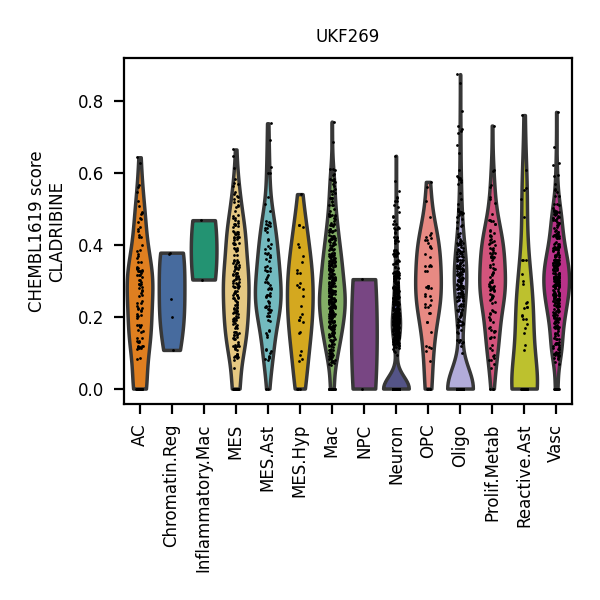 UKF269
CHEMBL1619 score
CLADRIBINE
0.8
0.6
0.4
0.2
0.0
AC
Chromatin.Reg
Inflammatory.Mac
MES
MES.Ast
MES.Hyp
Mac
NPC
Neuron
OPC
Oligo
Prolif.Metab
Reactive.Ast
Vasc